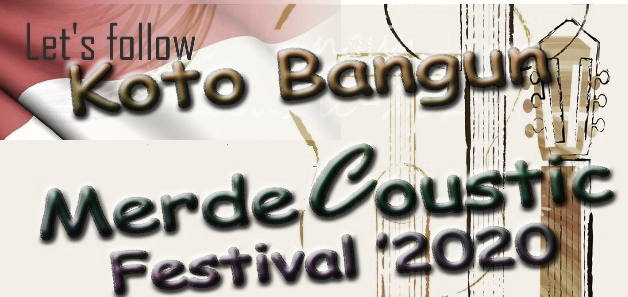 Let's follow
Koto Bangun
MerdeCoustic
Festival '2020